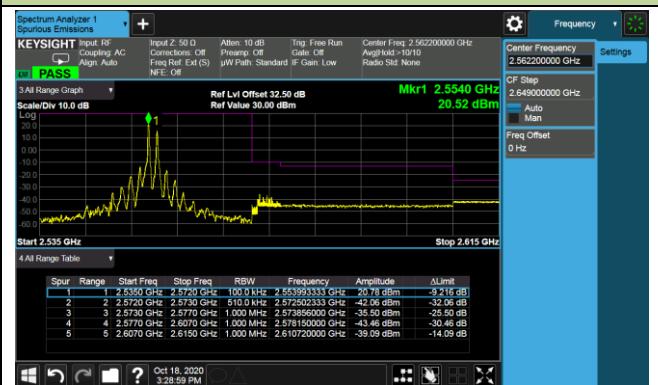 Spectrum Analyzer 1
Spurious Emissions
Frequency
KEYSIGHT Input: RF Input Z: 50 Ω Atten: 10 dB Trig: Free Run Center Freq: 2.562200000 GHz
Coupling: AC Corrections: Off Preamp: Off Gate: Off Avg|Hold:>10/10
Align: Auto Freq Ref: Ext (S) µW Path: Standard IF Gain: Low Radio Std: None
NFE: Off
PASS
Center Frequency
2.562200000 GHz
Settings
CF Step
2.649000000 GHz
Auto
Man
Freq Offset
0 Hz
3 All Range Graph
Ref Lvl Offset 32.50 dB
Mkr1 2.5540 GHz
Scale/Div 10.0 dB
Ref Value 30.00 dBm
20.52 dBm
Log
20.0
10.0
0.00
-10.0
-20.0
-30.0
-40.0
-50.0
-60.0
1
Start 2.535 GHz
Stop 2.615 GHz
4 All Range Table
Spur Range Start Freq Stop Freq RBW Frequency Amplitude ΔLimit
1 1 2.5350 GHz 2.5720 GHz 100.0 kHz 2.553993333 GHz 20.78 dBm -9.216 dB
2 2 2.5720 GHz 2.5730 GHz 510.0 kHz 2.572502333 GHz -42.06 dBm -32.06 dB
3 3 2.5730 GHz 2.5770 GHz 1.000 MHz 2.573856000 GHz -35.50 dBm -25.50 dB
4 4 2.5770 GHz 2.6070 GHz 1.000 MHz 2.578150000 GHz -43.46 dBm -30.46 dB
5 5 2.6070 GHz 2.6150 GHz 1.000 MHz 2.610720000 GHz -39.09 dBm -14.09 dB
Oct 18, 2020
3:28:59 PM